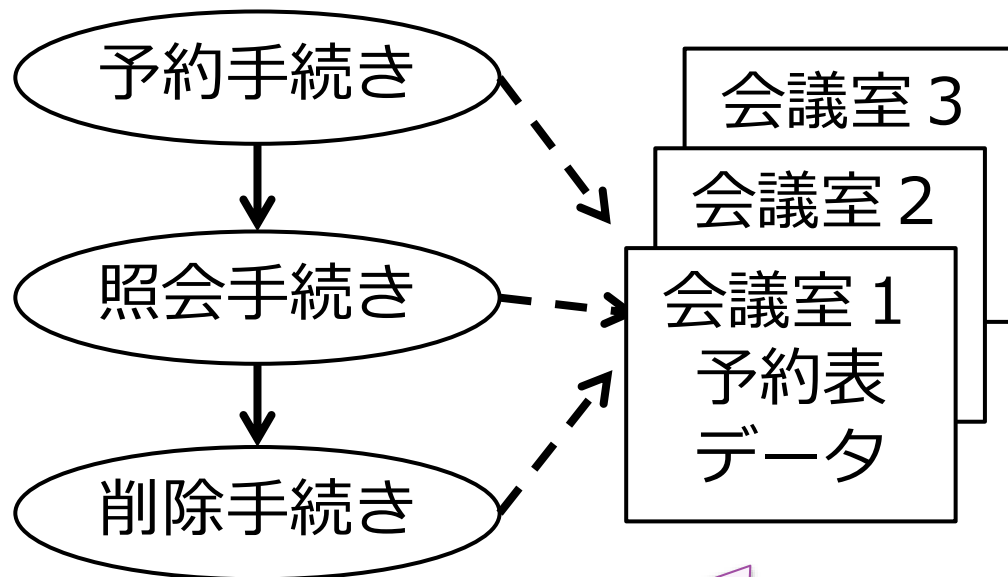 予約手続き
照会手続き
削除手続き
会議室３
会議室２
会議室１
予約表
データ